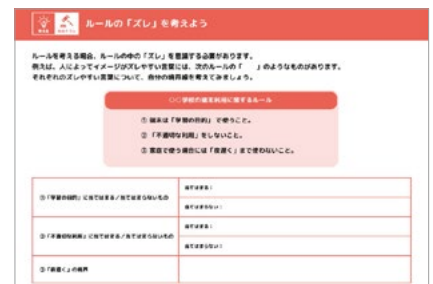 ルールの「ズレ」を考えよう
ルールを考える場合、ルールの中の「ズレ」を意識する必要があります。
例えば、人によってイメージがズレやすい言葉には、次のルールの「　」のようなものがあります。
それぞれのズレやすい言葉について、自分の境界線を考えてみましょう。
○○学校の端末利用に関するルール
① 端末は「学習の目的」で使うこと。
② 「不適切な利用」をしないこと。
③ 家庭で使う場合には「夜遅く」まで使わないこと。
①「学習の目的」に当てはまる/当てはまらないもの
当てはまる：
当てはまらない：
②「不適切な利用」に当てはまる/当てはまらないもの
当てはまる：
当てはまらない：
③「夜遅く」の境界